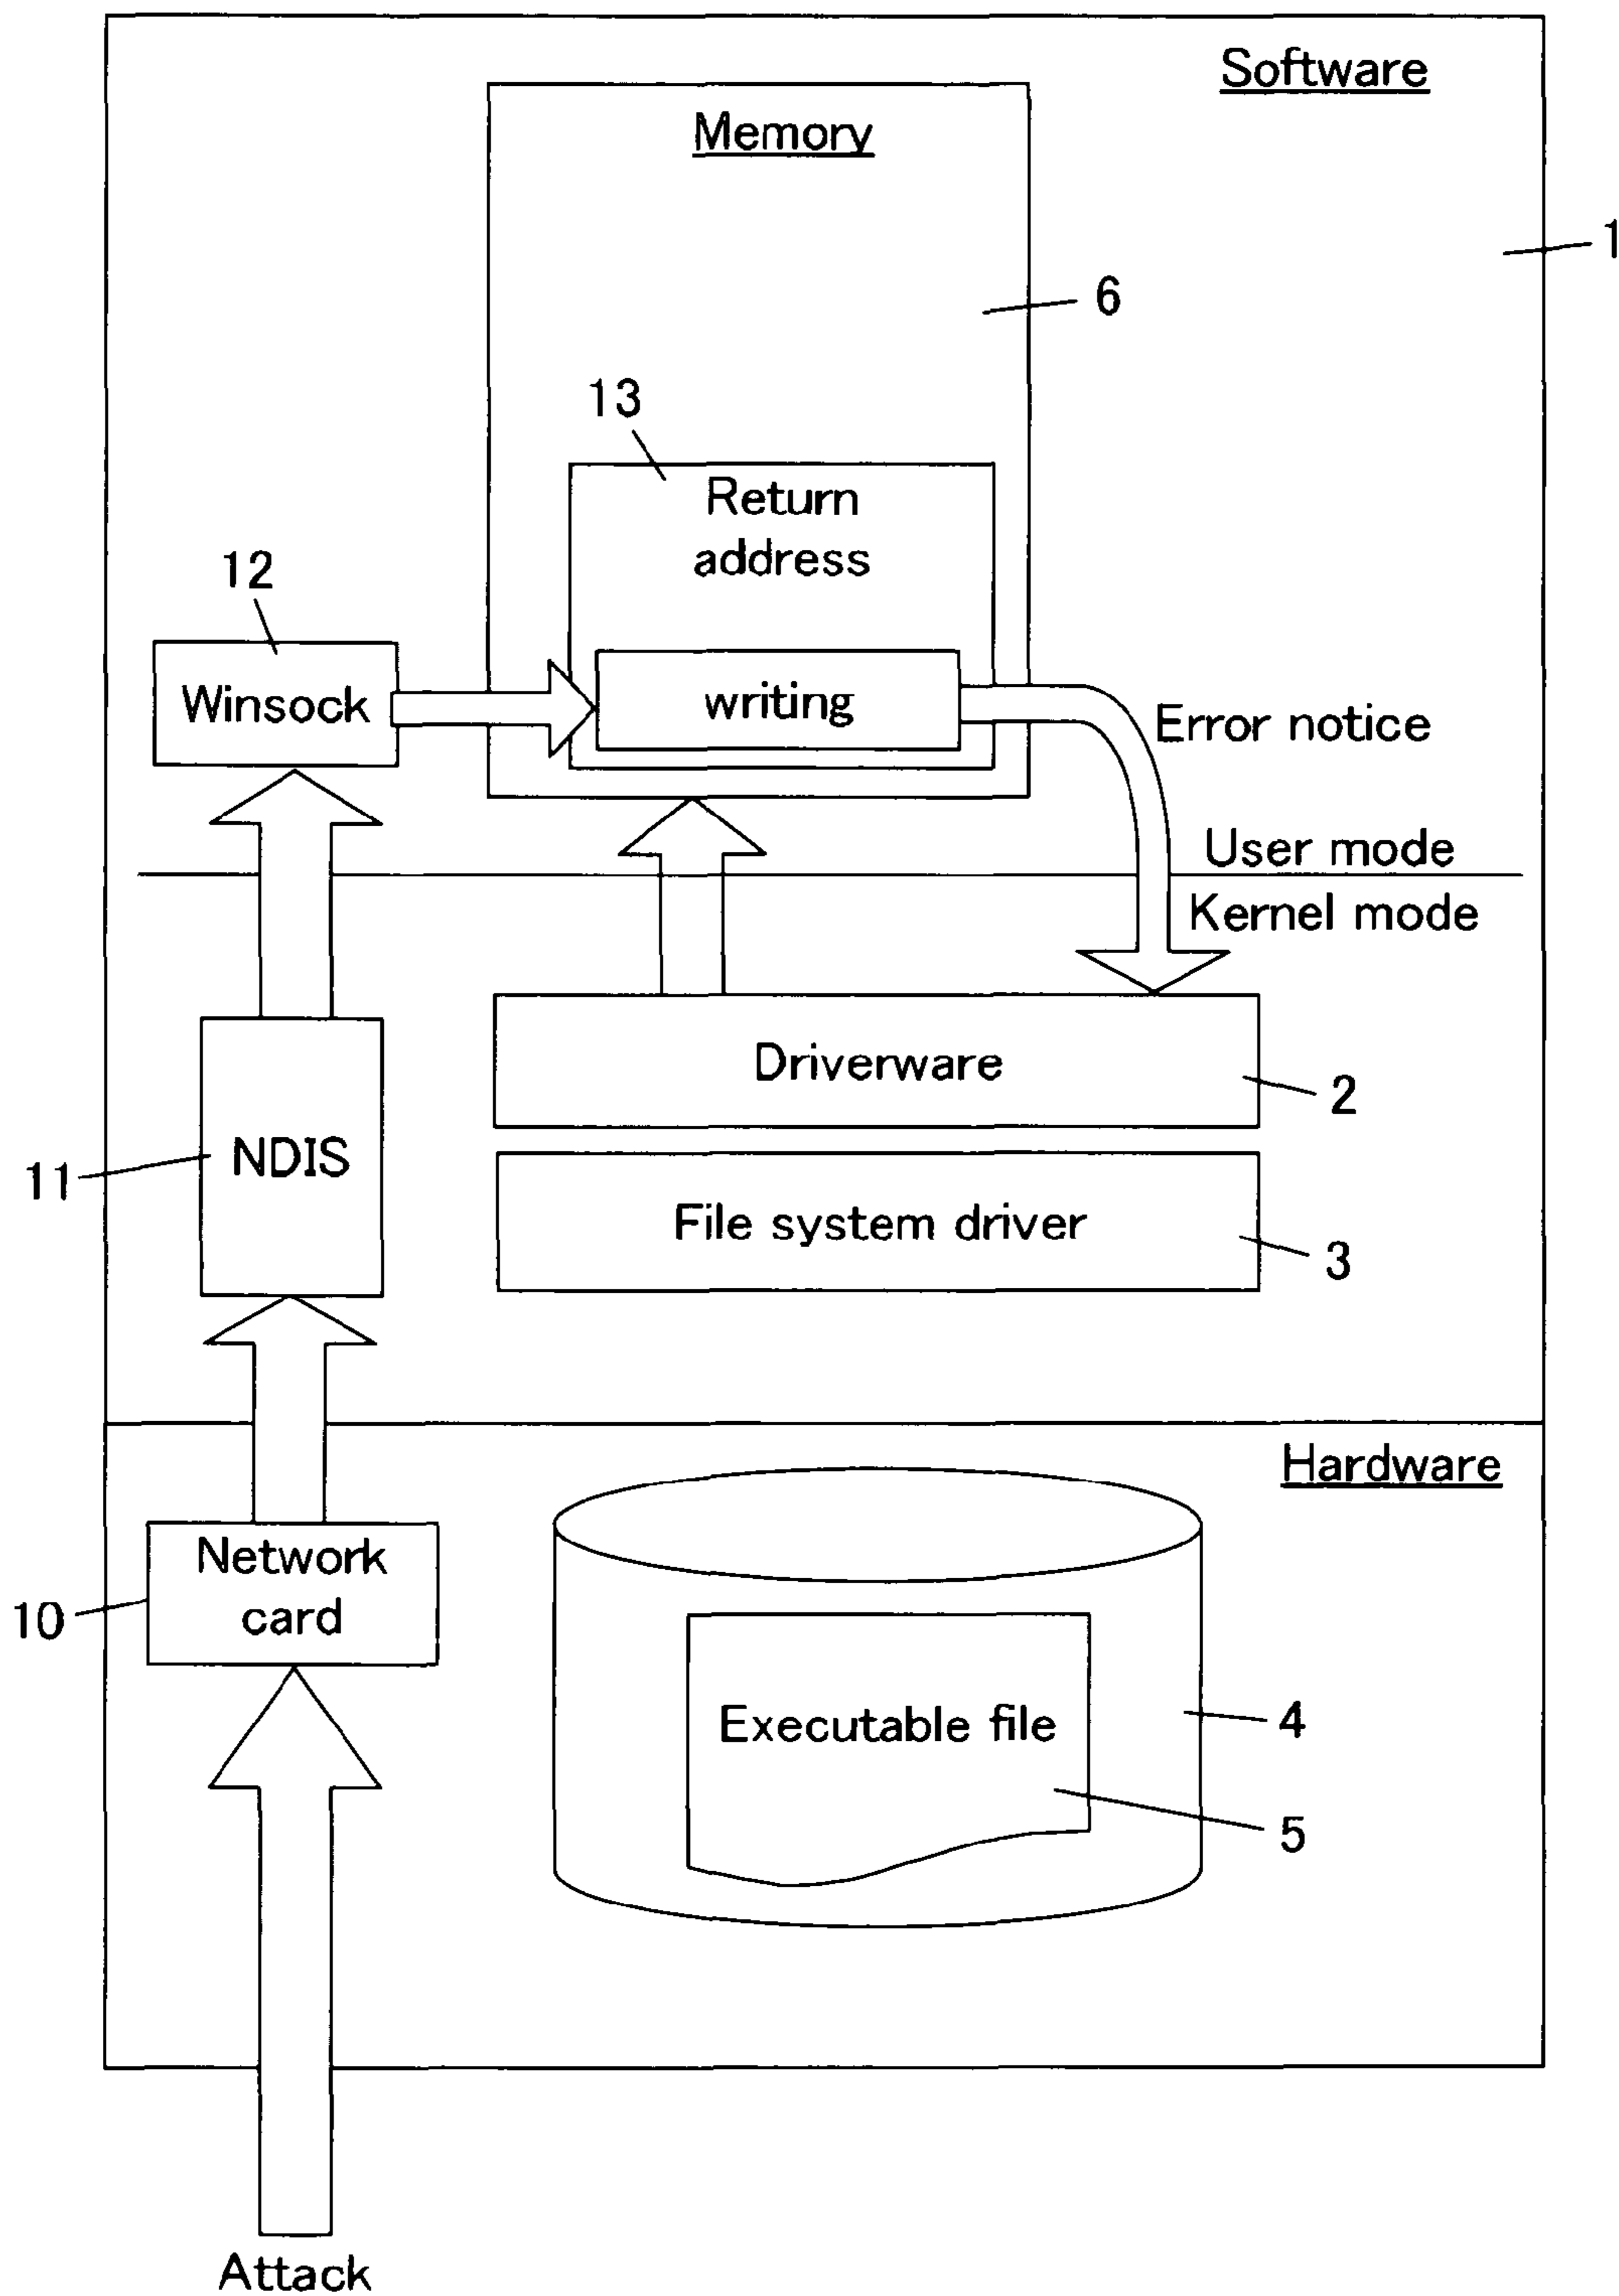 Software
Memory
1
6
13
Return
address
12
Winsock
writing
Error notice
User mode
Kernel mode
Driverware
2
NDIS
11
File system driver
3
Hardware
Network
card
10
Executable file
4
5
Attack